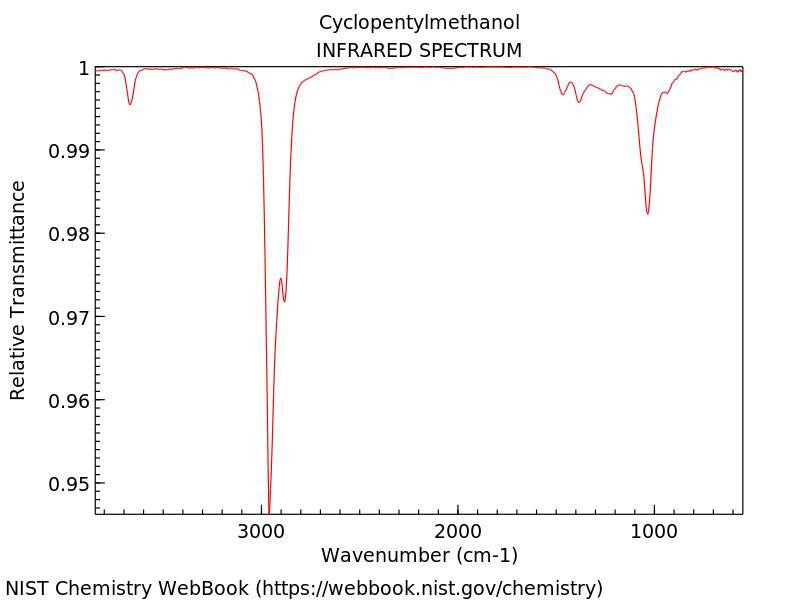 Cyclopentylmethanol
INFRARED SPECTRUM
1
0.99
0.98
0.97
0.96
0.95
Relative Transmittance
3000 2000 1000
Wavenumber (cm-1)
NIST Chemistry WebBook (https://webbook.nist.gov/chemistry)